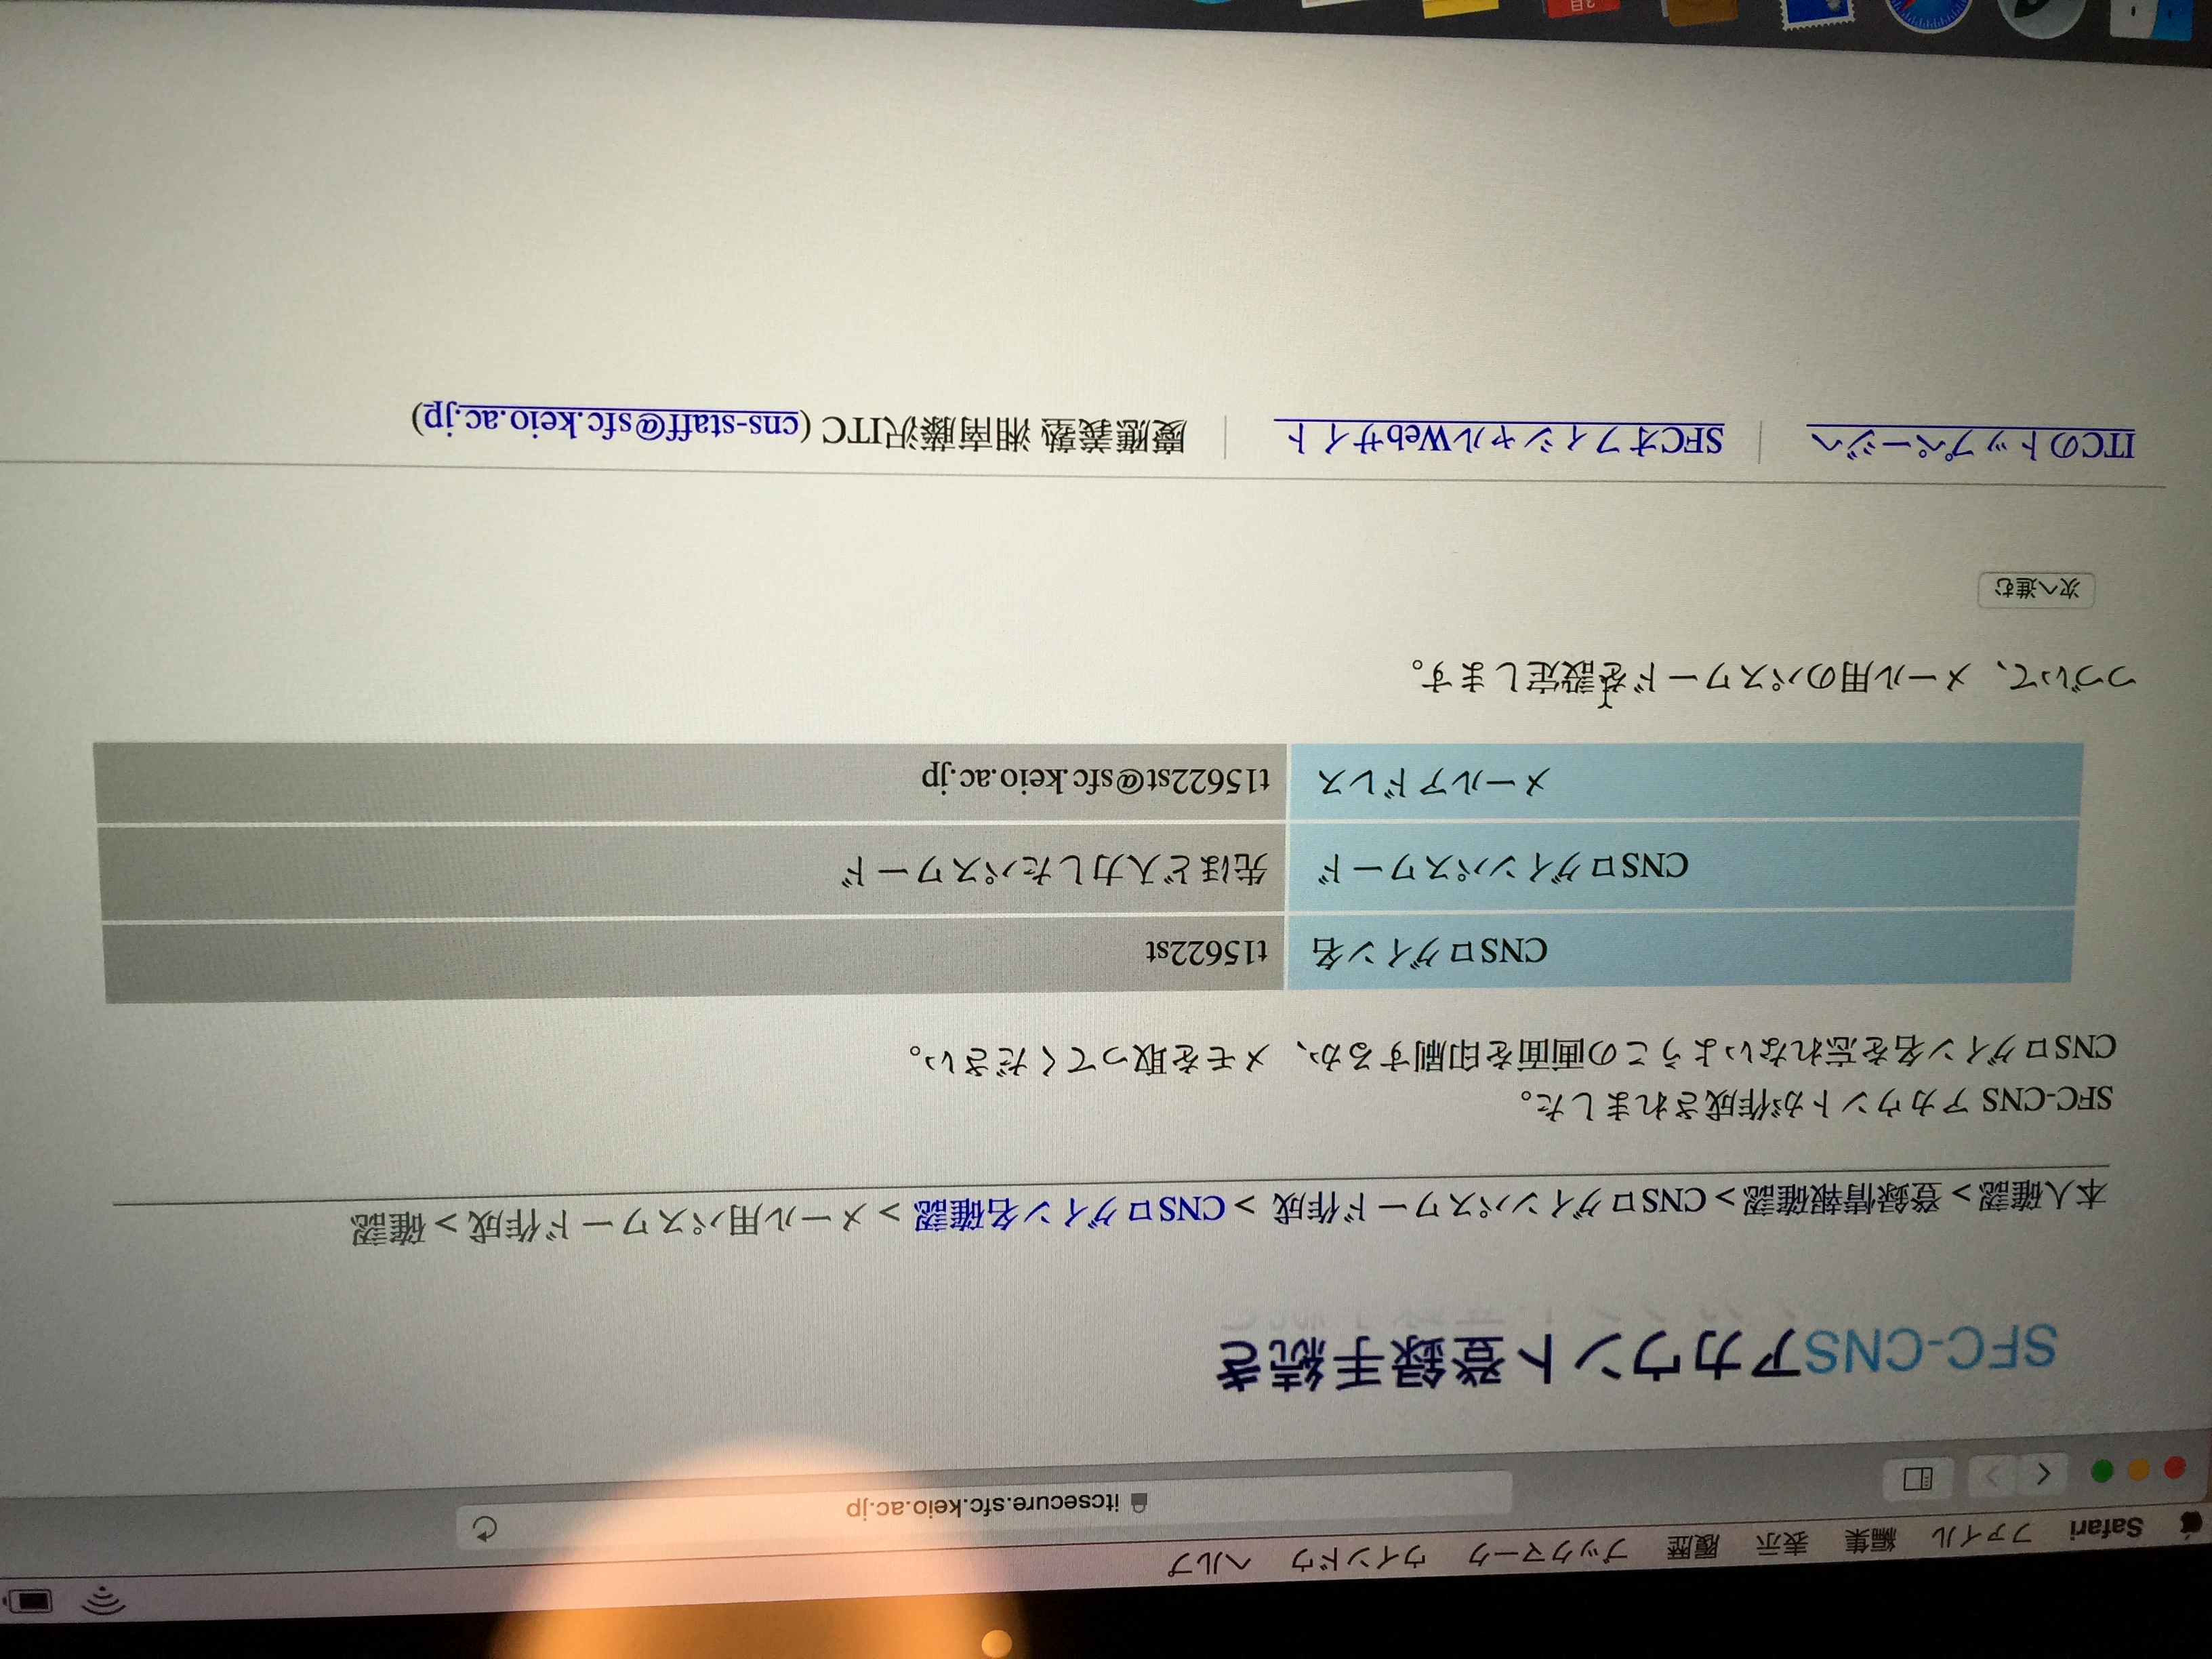 Safari ファイル 編集 表示 履歴 ブックマーク ウインドウ ヘルプ
itcsecure.sfc.keio.ac.jp
SFC-CNSアカウント登録手続き
本人確認 > 登録情報確認 > CNSログインパスワード作成 > CNSログイン名確認 > メール用パスワード作成 > 確認
SFC-CNS アカウントが作成されました。
CNSログイン名を忘れないようこの画面を印刷するか、メモを取ってください。
CNSログイン名 t15622st
CNSログインパスワード 先ほど入力したパスワード
メールアドレス t15622st@sfc.keio.ac.jp
つづいて、メール用のパスワードを設定します。
次へ進む
ITCのトップページへ SFCオフィシャルWebサイト 慶應義塾 湘南藤沢ITC (cns-staff@sfc.keio.ac.jp)
3月